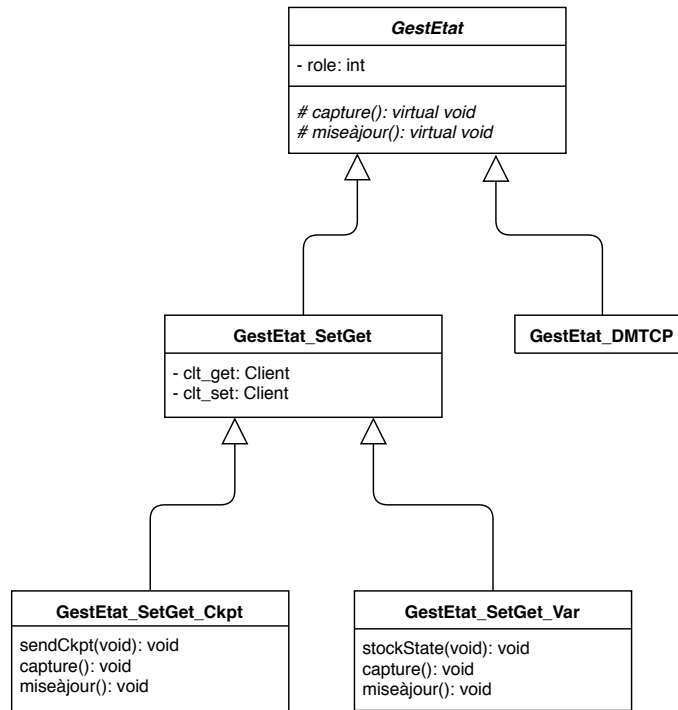 GestEtat
- role: int
# capture(): virtual void
# miseàjour(): virtual void
GestEtat_SetGet
- clt_get: Client
- clt_set: Client
GestEtat_DMTCP
GestEtat_SetGet_Ckpt
sendCkpt(void): void
capture(): void
miseàjour(): void
GestEtat_SetGet_Var
stockState(void): void
capture(): void
miseàjour(): void